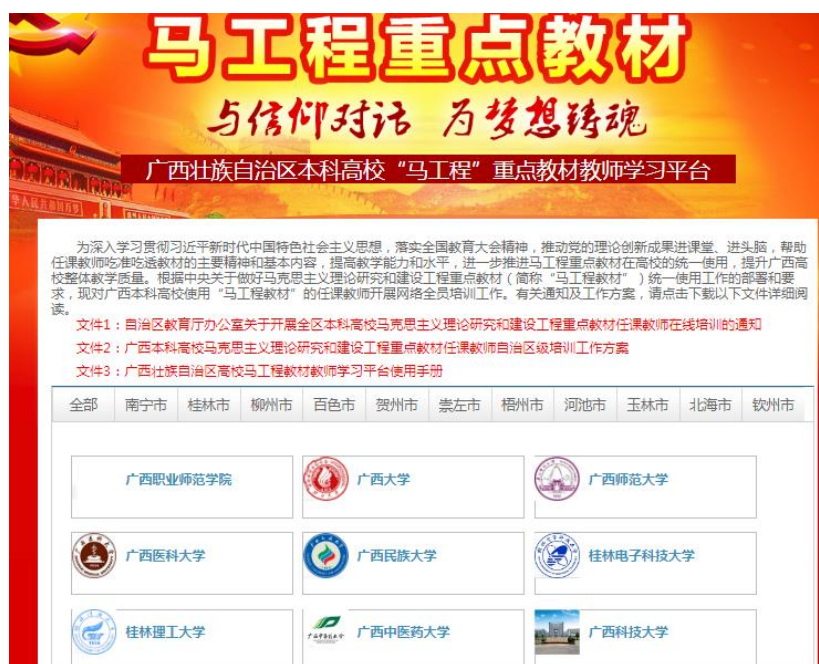 马工程重点教材
与信仰对话 为梦想铸魂
广西壮族自治区本科高校“马工程”重点教材教师学习平台
为深入学习贯彻习近平新时代中国特色社会主义思想，落实全国教育大会精神，推动党的理论创新成果进课堂、进头脑，帮助
任课教师吃准吃透教材的主要精神和基本内容，提高教学能力和水平，进一步推进马工程重点教材在高校的统一使用，提升广西高
校整体教学质量。根据中央关于做好马克思主义理论研究和建设工程重点教材（简称“马工程教材”）统一使用工作的部署和要
求，现对广西本科高校使用“马工程教材”的任课教师开展网络全员培训工作。有关通知及工作方案，请点击下载以下文件详细阅
读。
文件1：自治区教育厅办公室关于开展全区本科高校马克思主义理论研究和建设工程重点教材任课教师在线培训的通知
文件2：广西本科高校马克思主义理论研究和建设工程重点教材任课教师自治区级培训工作方案
文件3：广西壮族自治区高校马工程教材教师学习平台使用手册
全部 南宁市 桂林市 柳州市 百色市 贺州市 崇左市 梧州市 河池市 玉林市 北海市 钦州市
广西职业师范学院 广西大学 广西师范大学
广西医科大学 广西民族大学 桂林电子科技大学
桂林理工大学 广西中医药大学 广西科技大学